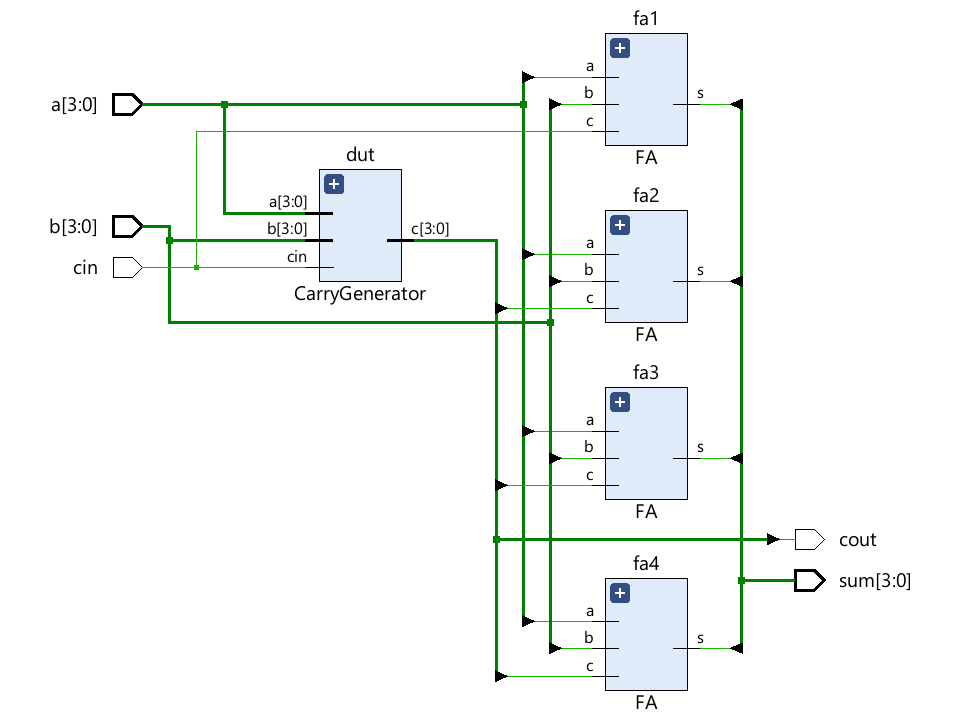 fa1
a
b
c
s
FA
a[3:0]
dut
a[3:0]
b[3:0]
cin
c[3:0]
CarryGenerator
b[3:0]
cin
fa2
a
b
c
s
FA
fa3
a
b
c
s
FA
cout
sum[3:0]
fa4
a
b
c
s
FA